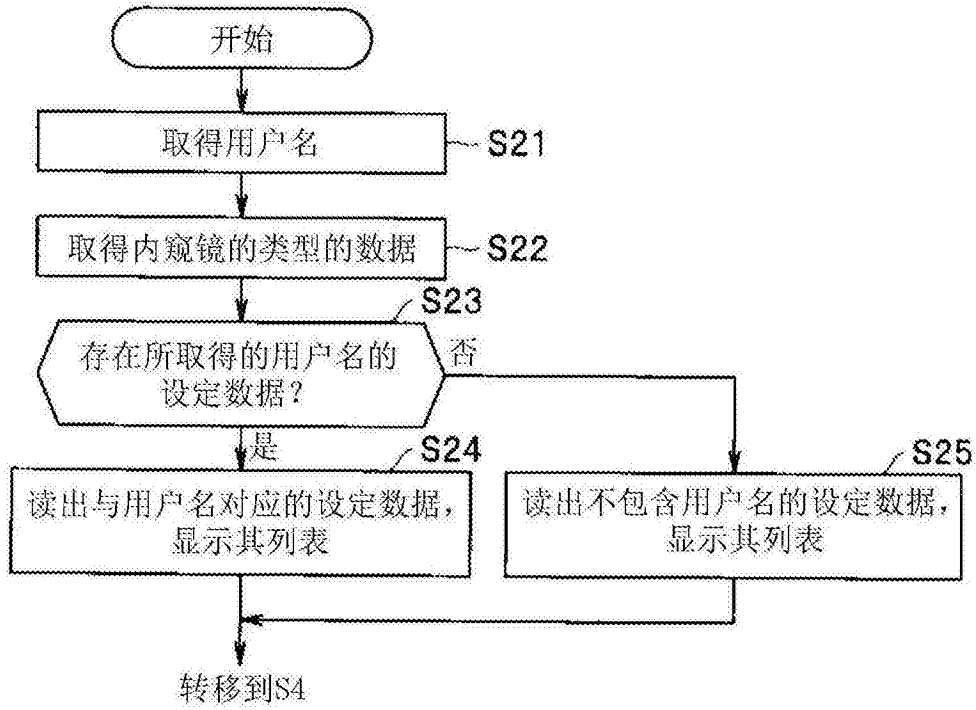 开始
取得用户名
S21
取得内窥镜的类型的数据
S22
S23
存在所取得的用户名的
设定数据?
否
是
S24
读出与用户名对应的设定数据,
显示其列表
S25
读出不包含用户名的设定数据,
显示其列表
转移到S4